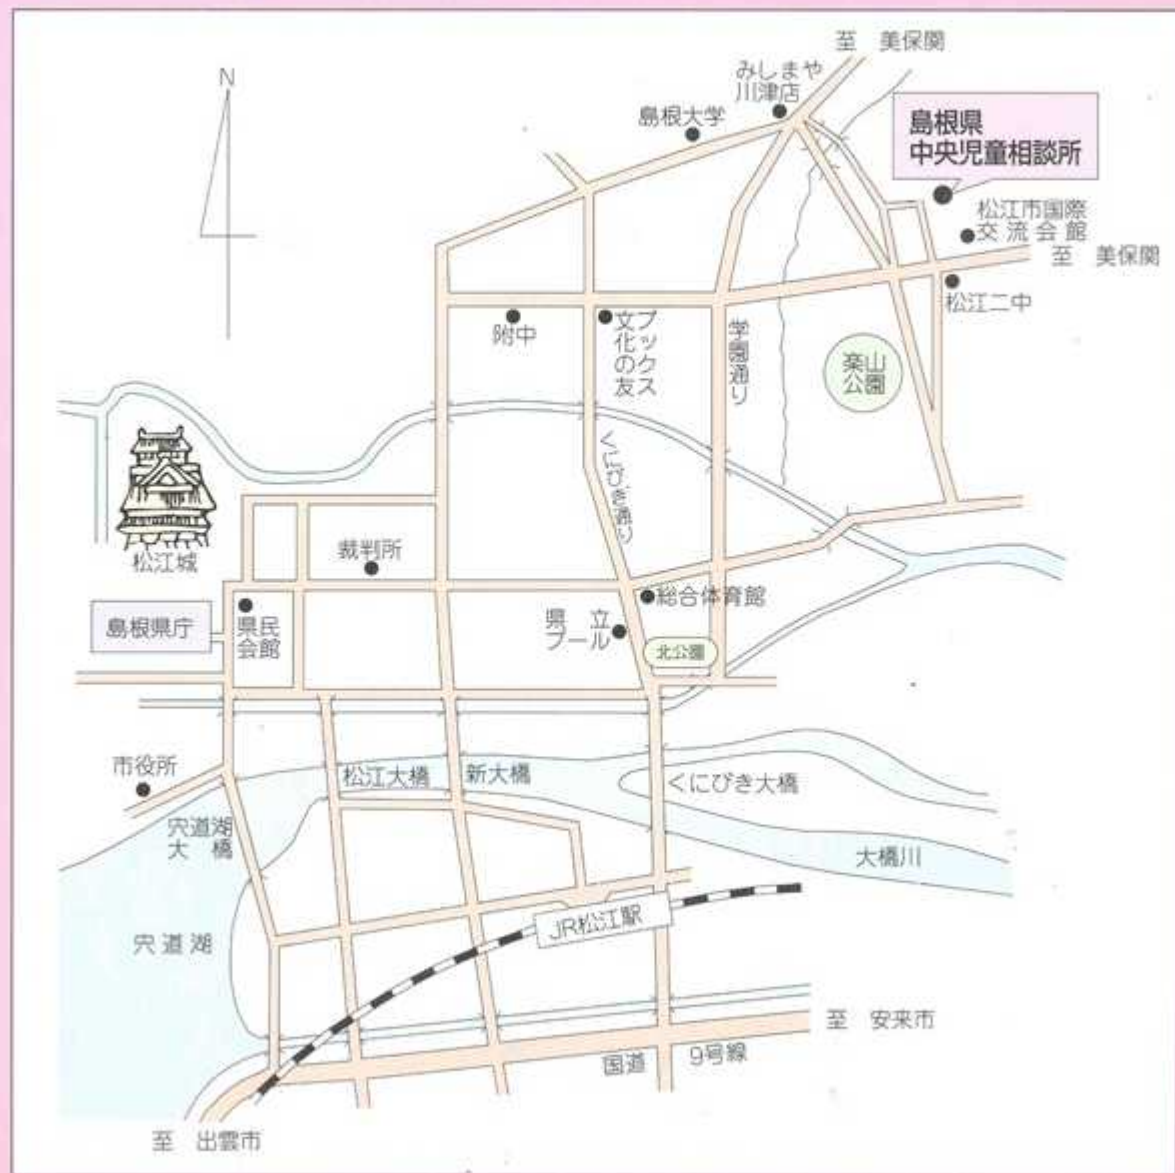 至 美保関
みしまや
川津店
N
島根大学
島根県
中央児童相談所
松江市国際
交流会館
至 美保関
松江二中
附中
ブックス
文化の友
学園通り
楽山
公園
くにびき通り
松江城
裁判所
島根県庁
県民
会館
総合体育館
県立
プール
北公園
市役所
松江大橋
新大橋
くにびき大橋
宍道湖
大橋
大橋川
宍道湖
JR松江駅
至 安来市
国道 9号線
至 出雲市